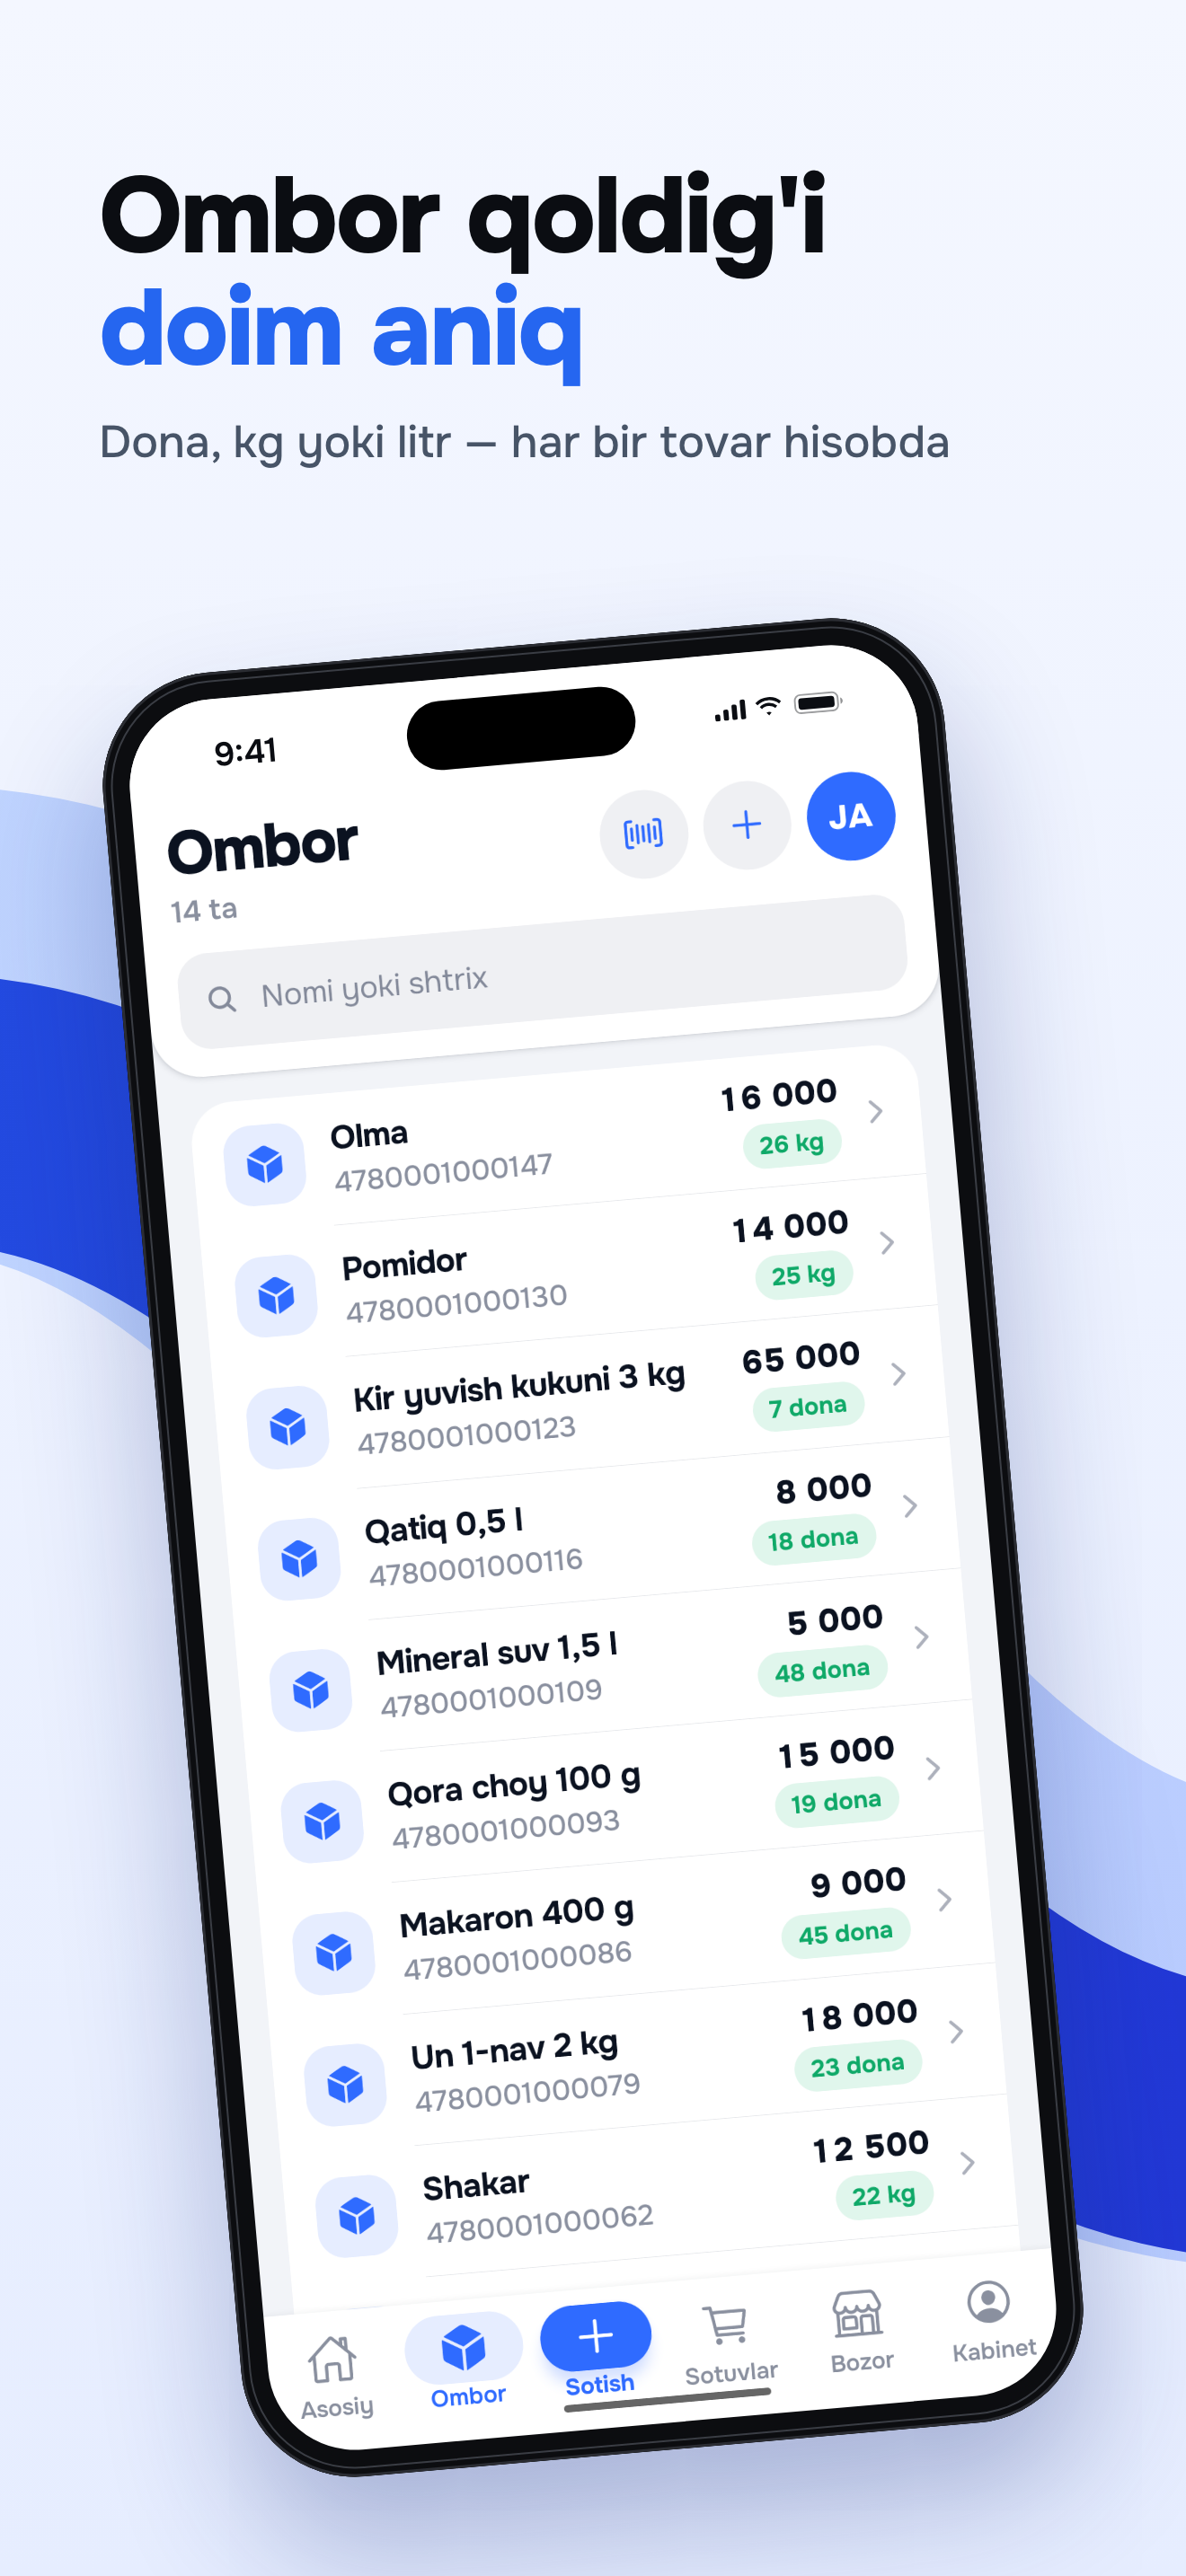 Ombor qoldig'i
doim aniq
Dona, kg yoki litr — har bir tovar hisobda
9:41
Ombor
JA
14 ta
Nomi yoki shtrix
Olma
16 000
4780001000147
26 kg
Pomidor
14 000
4780001000130
25 kg
Kir yuvish kukuni 3 kg
65 000
4780001000123
7 dona
Qatiq 0,5 l
8 000
4780001000116
18 dona
Mineral suv 1,5 l
5 000
4780001000109
48 dona
Qora choy 100 g
15 000
4780001000093
19 dona
Makaron 400 g
9 000
4780001000086
45 dona
Un 1-nav 2 kg
18 000
4780001000079
23 dona
Shakar
12 500
4780001000062
22 kg
Asosiy
Ombor
Sotish
Sotuvlar
Bozor
Kabinet